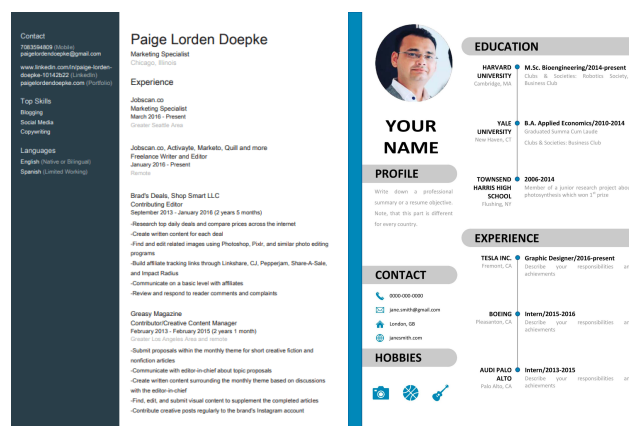 Contact
7083594809 (Mobile)
paigelordendoepke@gmail.com
www.linkedin.com/in/paige-lorden-
doepke-10142b22 (LinkedIn)
paigelordendoepke.com (Portfolio)
Top Skills
Blogging
Social Media
Copywriting
Languages
English (Native or Bilingual)
Spanish (Limited Working)
Paige Lorden Doepke
Marketing Specialist
Chicago, Illinois
Experience
Jobscan.co
Marketing Specialist
March 2016 - Present
Greater Seattle Area
Jobscan.co, Activayte, Marketo, Quill and more
Freelance Writer and Editor
January 2016 - Present
Remote
Brad's Deals, Shop Smart LLC
Contributing Editor
September 2013 - January 2016 (2 years 5 months)
-Research top daily deals and compare prices across the internet
-Create written content for each deal
-Find and edit related images using Photoshop, Pixlr, and similar photo editing
programs
-Build affiliate tracking links through Linkshare, CJ, Pepperjam, Share-A-Sale,
and Impact Radius
-Communicate on a basic level with affiliates
-Review and respond to reader comments and complaints
Greasy Magazine
Contributor/Creative Content Manager
February 2013 - February 2015 (2 years 1 month)
Greater Los Angeles Area and remote
-Submit proposals within the monthly theme for short creative fiction and
nonfiction articles
-Communicate with editor-in-chief about topic proposals
-Create written content surrounding the monthly theme based on discussions
with the editor-in-chief
-Find, edit, and submit visual content to supplement the completed articles
-Contribute creative posts regularly to the brand's Instagram account
YOUR
NAME
PROFILE
Write down a professional
summary or a resume objective.
Note, that this part is different
for every country.
CONTACT
0000-000-0000
jane.smith@gmail.com
London, GB
janesmith.com
HOBBIES
EDUCATION
HARVARD
UNIVERSITY
Cambridge, MA
M.Sc. Bioengineering/2014-present
Clubs & Societies: Robotics Society,
Business Club
YALE
UNIVERSITY
New Haven, CT
B.A. Applied Economics/2010-2014
Graduated Summa Cum Laude
Clubs & Societies: Business Club
TOWNSEND
HARRIS HIGH
SCHOOL
Flushing, NY
2006-2014
Member of a junior research project abou
photosynthesis which won 1st prize
EXPERIENCE
TESLA INC.
Fremont, CA
Graphic Designer/2016-present
Describe your responsibilities an
achievements
BOEING
Pleasanton, CA
Intern/2015-2016
Describe your responsibilities an
achievements
AUDI PALO
ALTO
Palo Alto, CA
Intern/2013-2015
Describe your responsibilities an
achievements